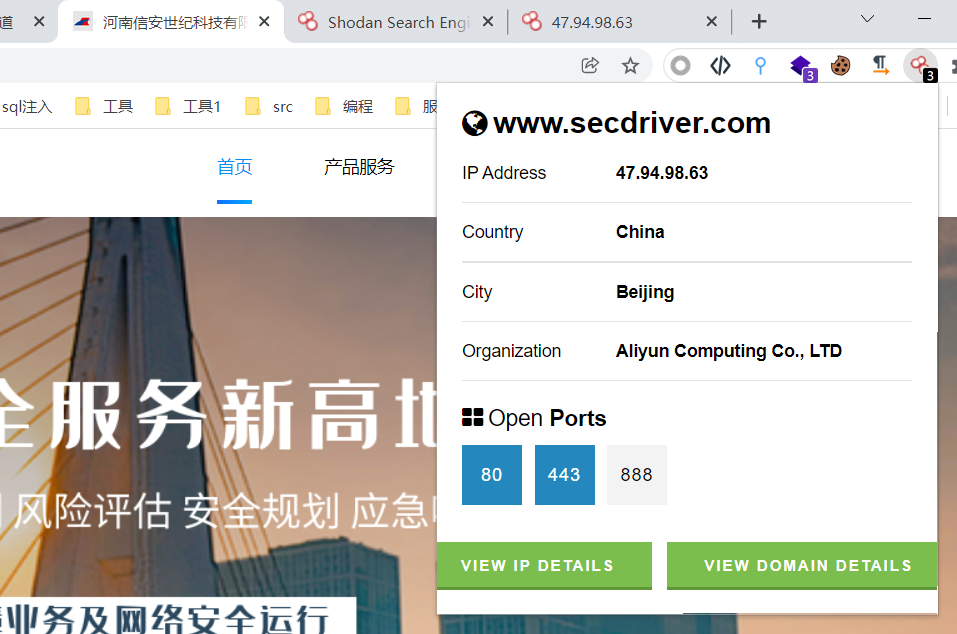 道
河南信安世纪科技有限
Shodan Search Engi
47.94.98.63
3
3
sql注入
工具
工具1
src
编程
服
首页
产品服务
www.secdriver.com
IP Address
47.94.98.63
Country
China
City
Beijing
Organization
Aliyun Computing Co., LTD
Open Ports
80
443
888
VIEW IP DETAILS
VIEW DOMAIN DETAILS
全服务新高地
风险评估 安全规划 应急
业务及网络安全运行